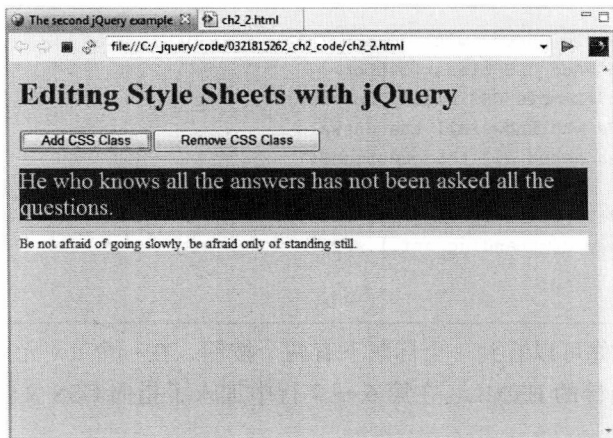 The second jQuery example ch2_2.html
file://C:/_jquery/code/0321815262_ch2_code/ch2_2.html
Editing Style Sheets with jQuery
Add CSS Class Remove CSS Class
He who knows all the answers has not been asked all the
questions.
Be not afraid of going slowly, be afraid only of standing still.